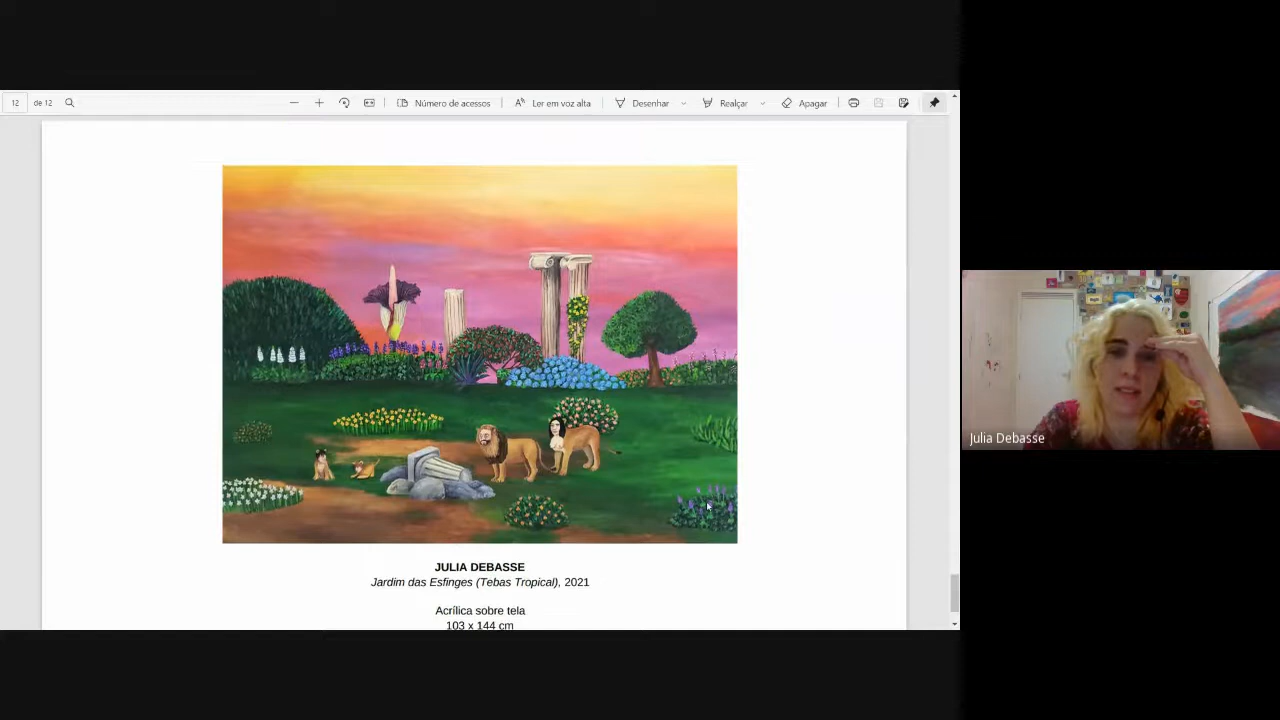 12 de 12 Número de acessos Ler em voz alta Desenhar Realçar Apagar
JULIA DEBASSE
Jardim das Esfinges (Tebas Tropical), 2021
Acrílica sobre tela
103 x 144 cm
Julia Debasse